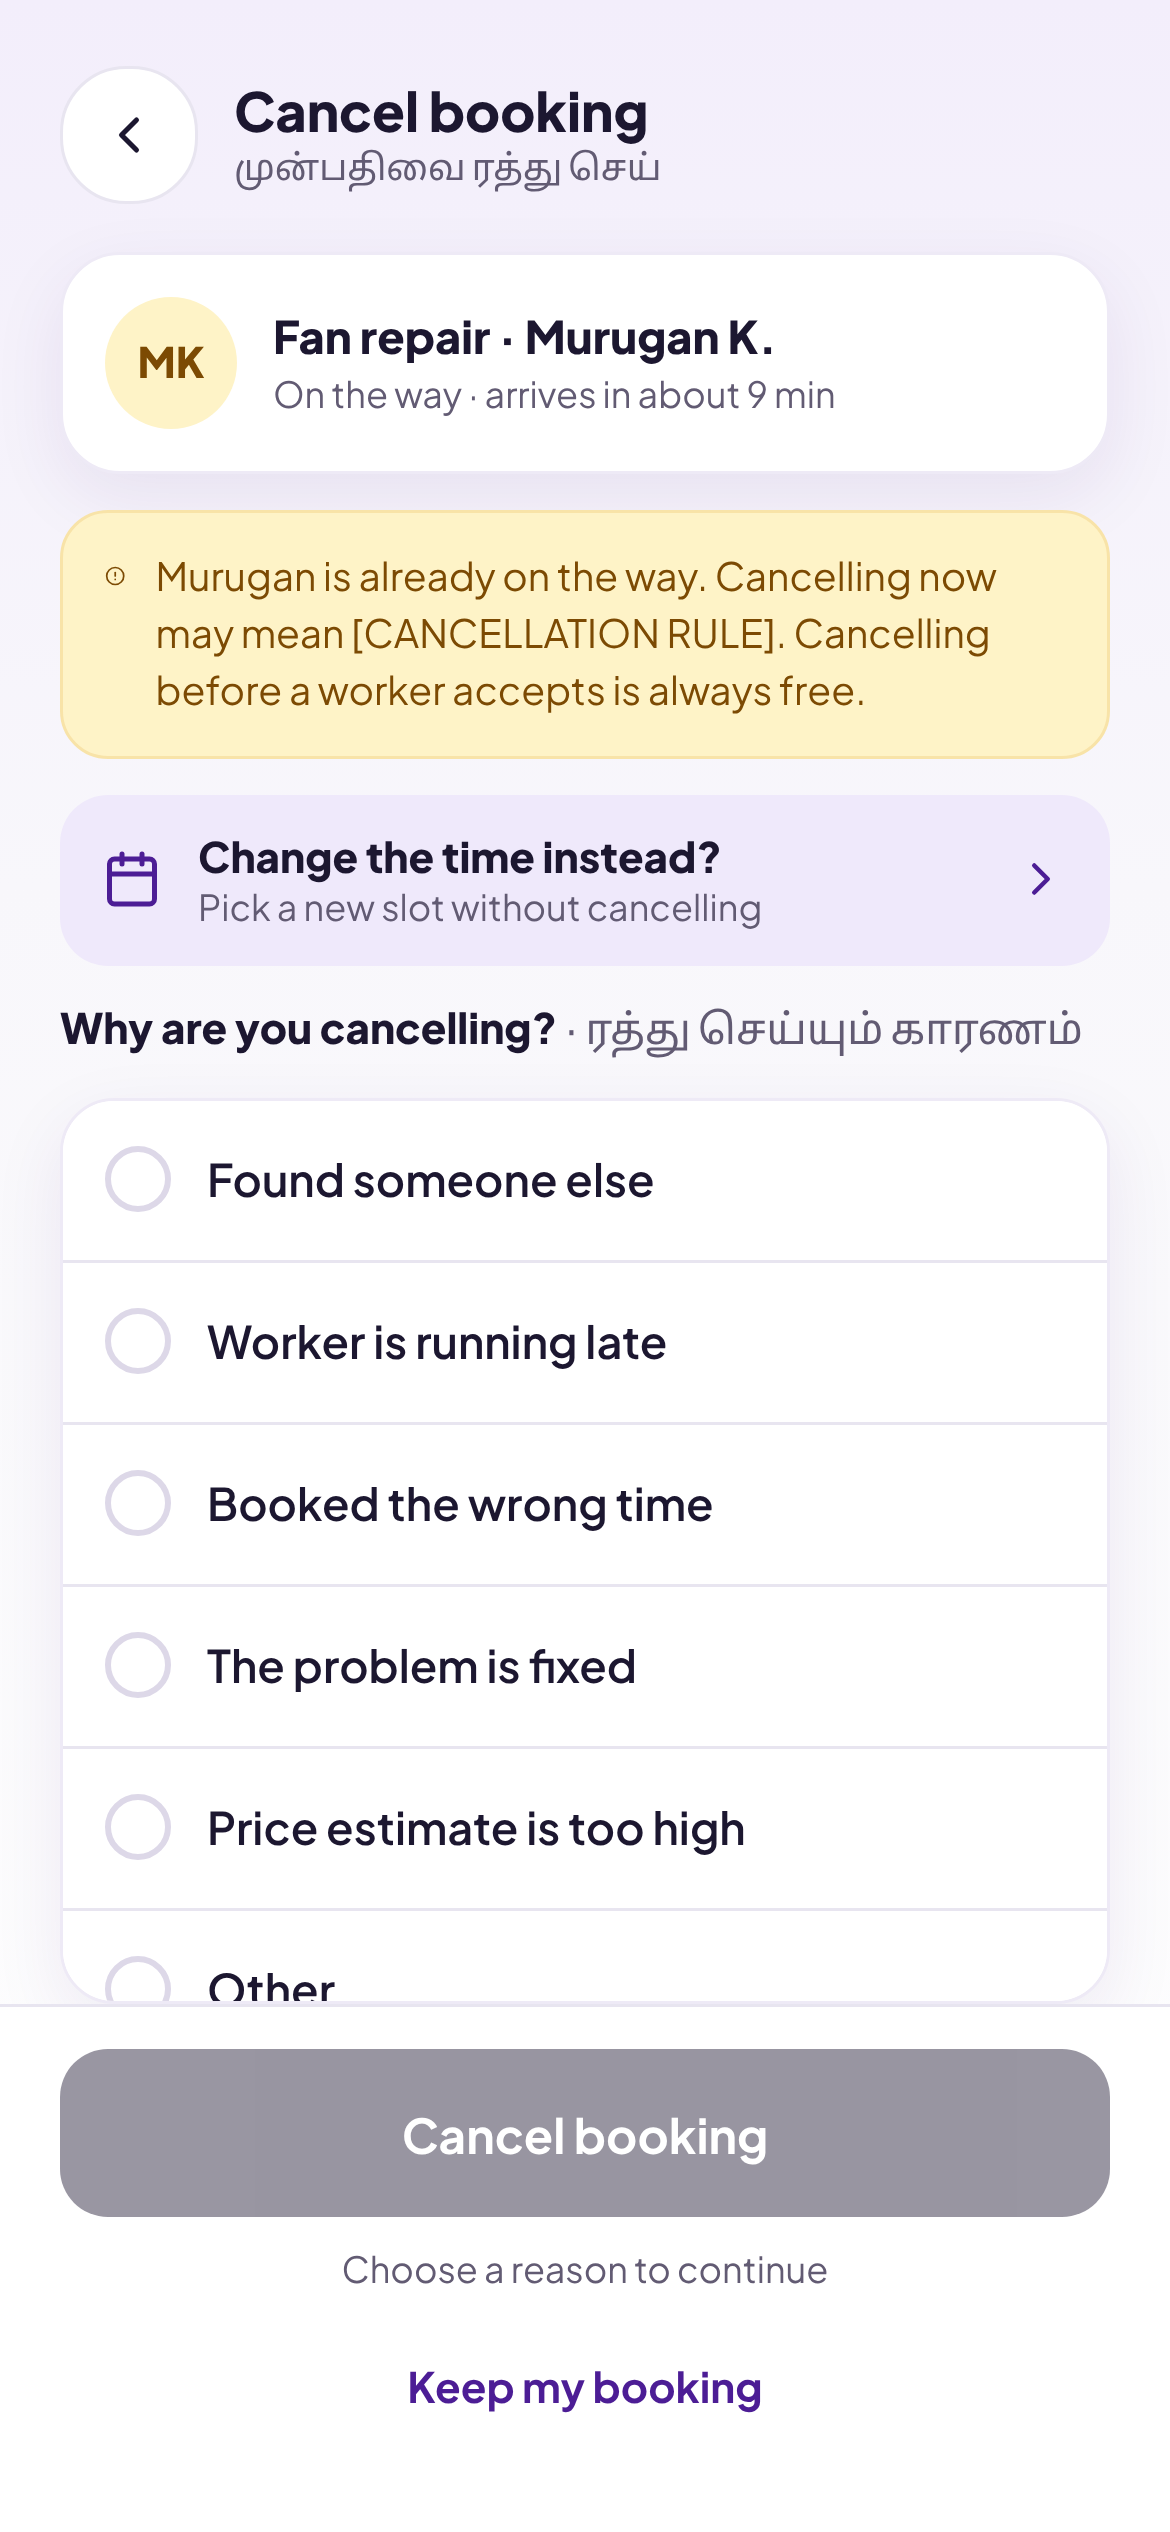 Cancel booking
முன்பதிவை ரத்து செய்
MK
Fan repair · Murugan K.
On the way · arrives in about 9 min
Murugan is already on the way. Cancelling now
may mean [CANCELLATION RULE]. Cancelling
before a worker accepts is always free.
Change the time instead?
Pick a new slot without cancelling
Why are you cancelling? · ரத்து செய்யும் காரணம்
Found someone else
Worker is running late
Booked the wrong time
The problem is fixed
Price estimate is too high
Other
Cancel booking
Choose a reason to continue
Keep my booking